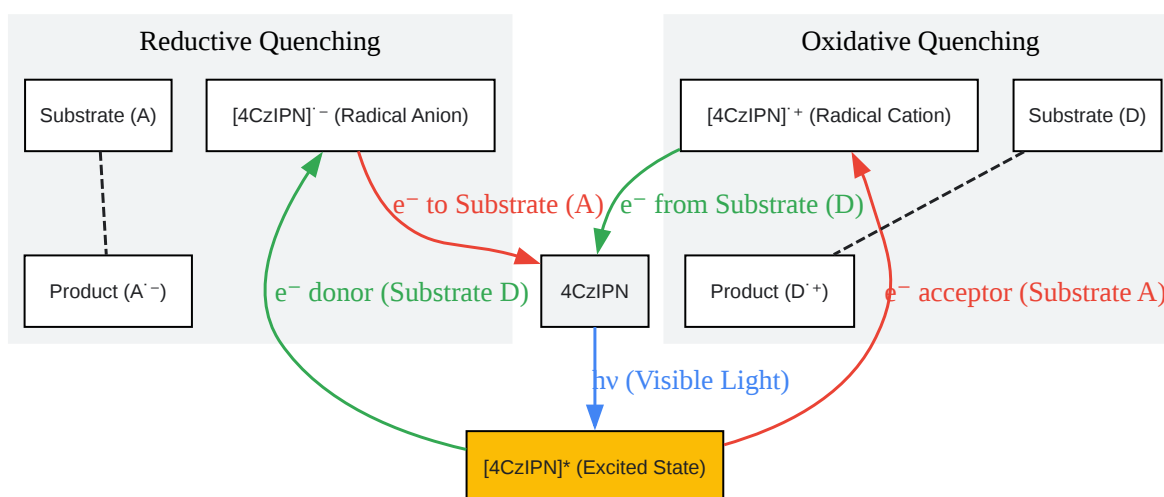 Reductive Quenching
Oxidative Quenching
Substrate (A)
[4CzIPN]˙⁻ (Radical Anion)
[4CzIPN]˙⁺ (Radical Cation)
Substrate (D)
e⁻ to Substrate (A)
e⁻ from Substrate (D)
Product (A˙⁻)
e⁻ donor (Substrate D)
4CzIPN
Product (D˙⁺)
e⁻ acceptor (Substrate A)
hν (Visible Light)
[4CzIPN]* (Excited State)